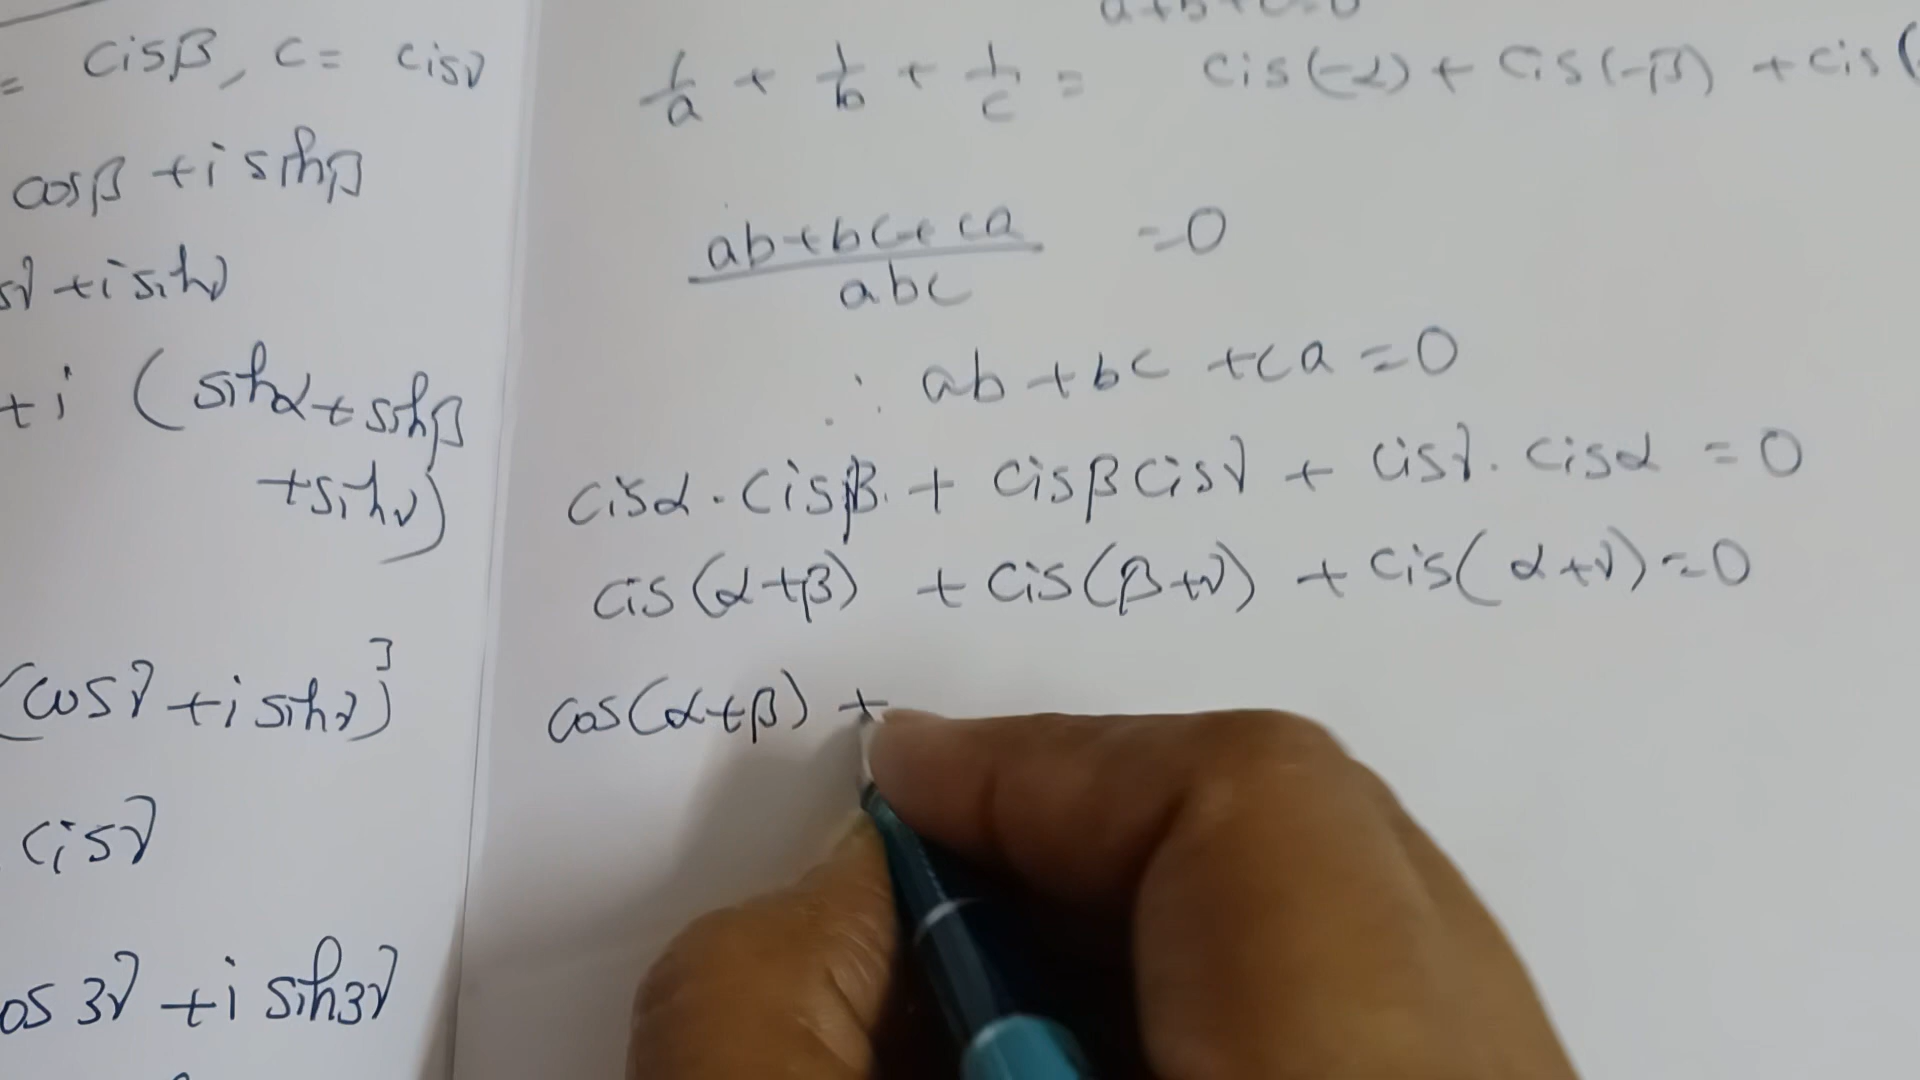 = cisβ, c = cisγ
cosβ + i sinβ
sγ + i sinγ
+ i (sinα + sinβ
+ sinγ)
(cosγ + i sinγ)³
cisγ
os 3γ + i sin3γ
a+b+c=0
1/a + 1/b + 1/c = cis(-α) + cis(-β) + cis(
ab+bc+ca / abc = 0
∴ ab + bc + ca = 0
cisα . cisβ. + cisβ cisγ + cisγ. cisα = 0
cis(α+β) + cis(β+γ) + cis(α+γ) = 0
cos(α+β) +